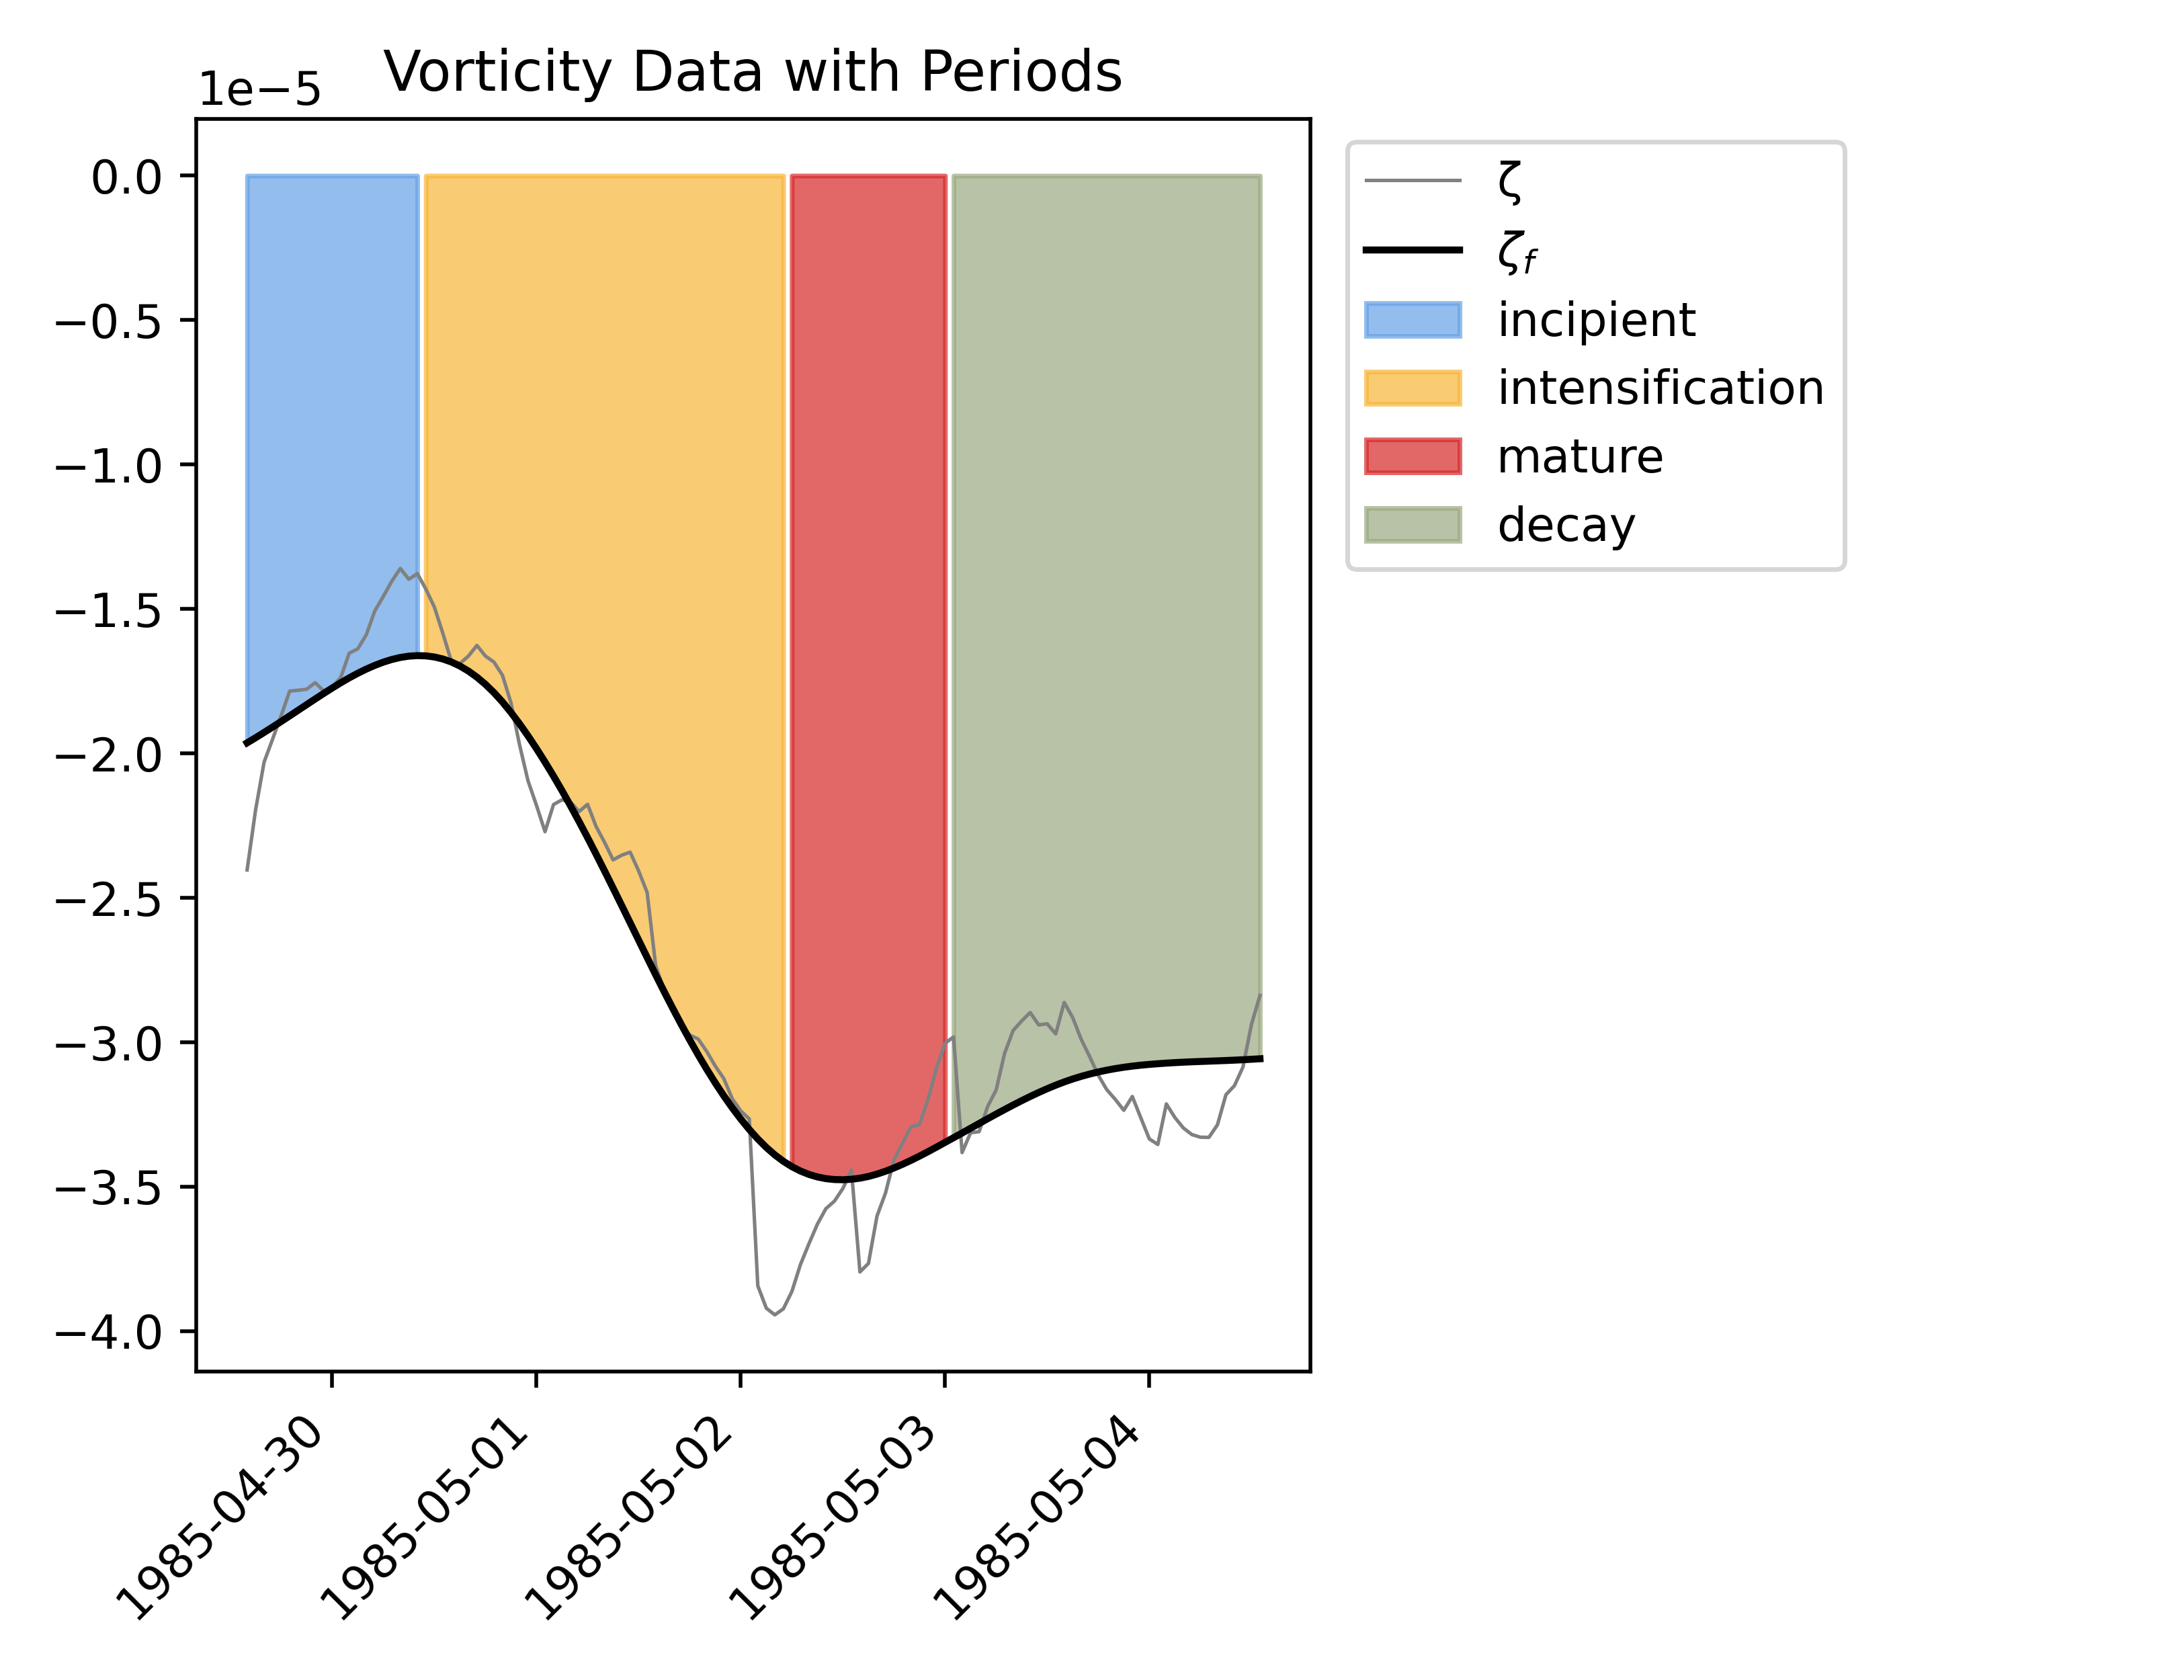 Vorticity Data with Periods
1e−5
0.0
−0.5
−1.0
−1.5
−2.0
−2.5
−3.0
−3.5
−4.0
1985-04-30
1985-05-01
1985-05-02
1985-05-03
1985-05-04
ζ
ζf
incipient
intensification
mature
decay